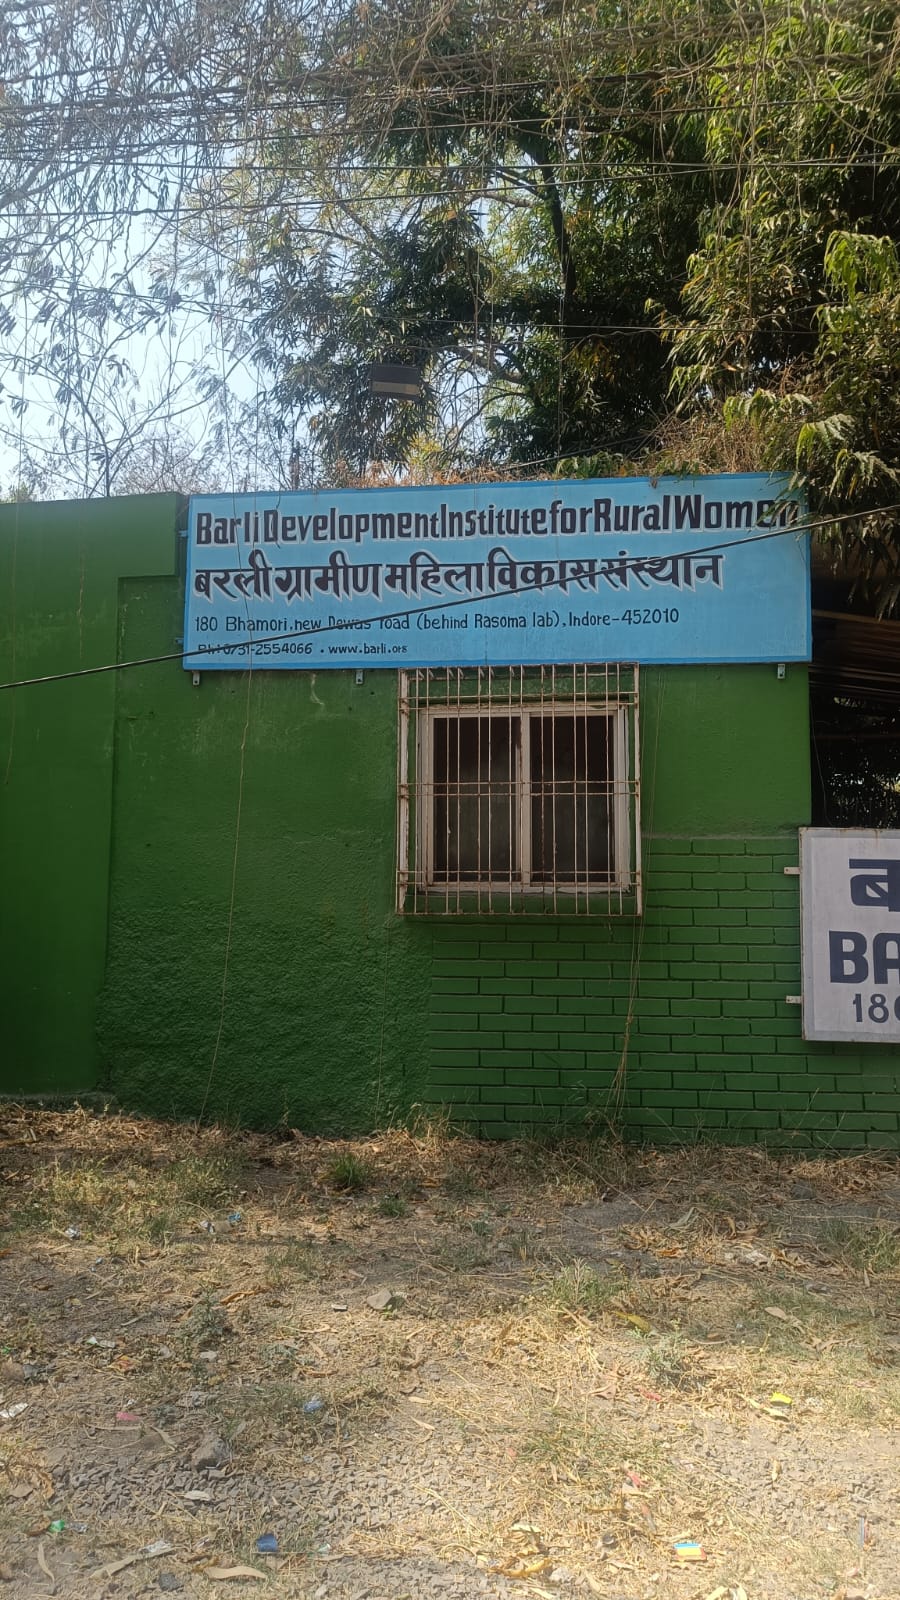 Barli Development Institute for Rural Women
बरली ग्रामीण महिला विकास संस्थान
180 Bhamori, new Dewas road (behind Rasoma lab), Indore-452010
Ph: 0731-2554066 . www.barli.org
ब
BA
180